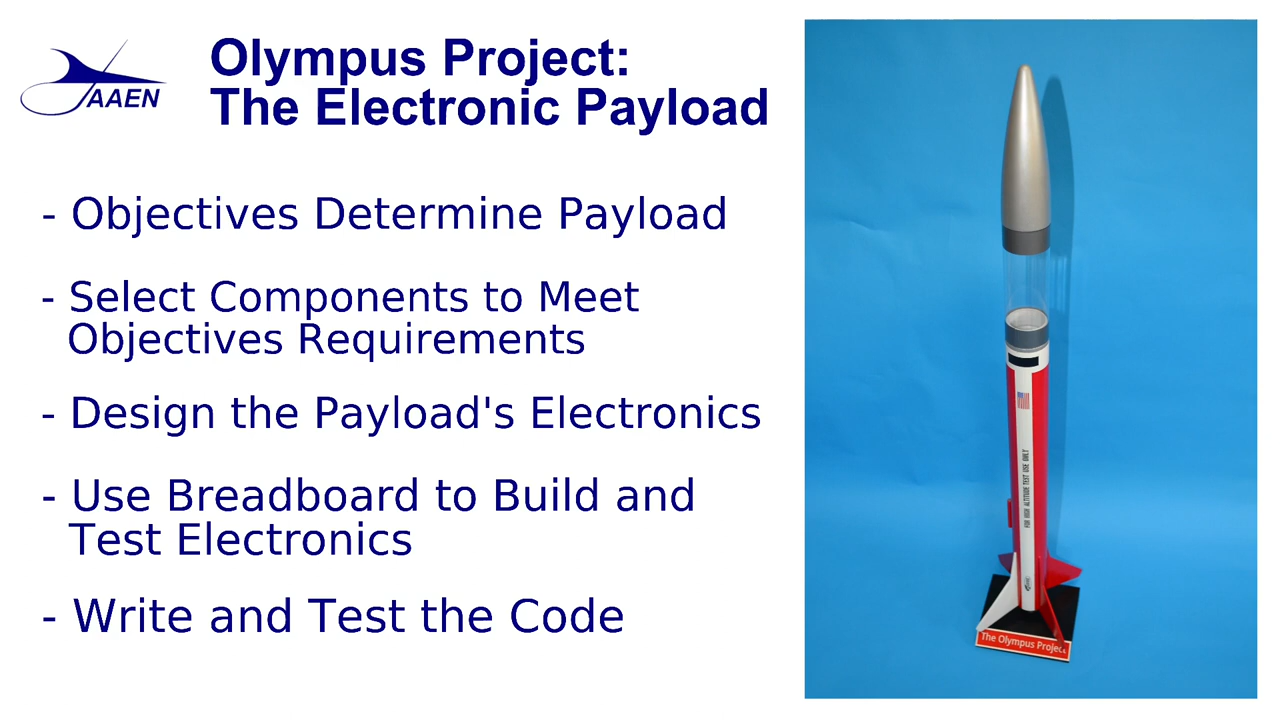 AAEN
Olympus Project:
The Electronic Payload
- Objectives Determine Payload
- Select Components to Meet
Objectives Requirements
- Design the Payload's Electronics
- Use Breadboard to Build and
Test Electronics
- Write and Test the Code
FOR HIGH ALTITUDE TEST USE ONLY
The Olympus Project